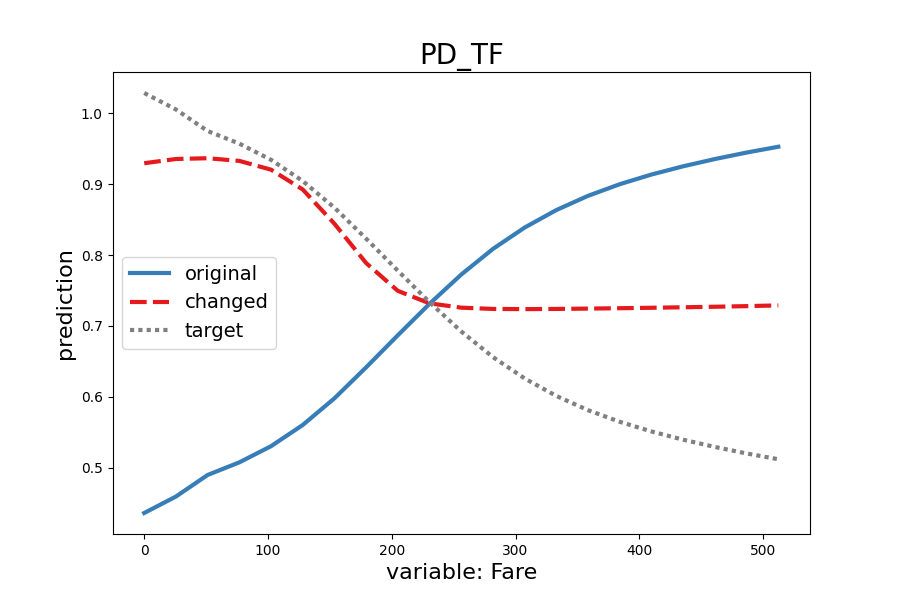 PD_TF
prediction
1.0
0.9
0.8
0.7
0.6
0.5
original
changed
target
0 100 200 300 400 500
variable: Fare